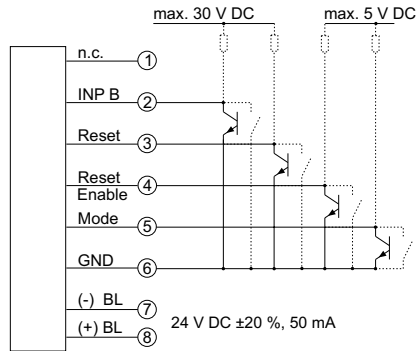 max. 30 V DC max. 5 V DC
n.c. 1
INP B 2
Reset 3
Reset Enable 4
Mode 5
GND 6
(-) BL 7
(+) BL 8
24 V DC ±20 %, 50 mA